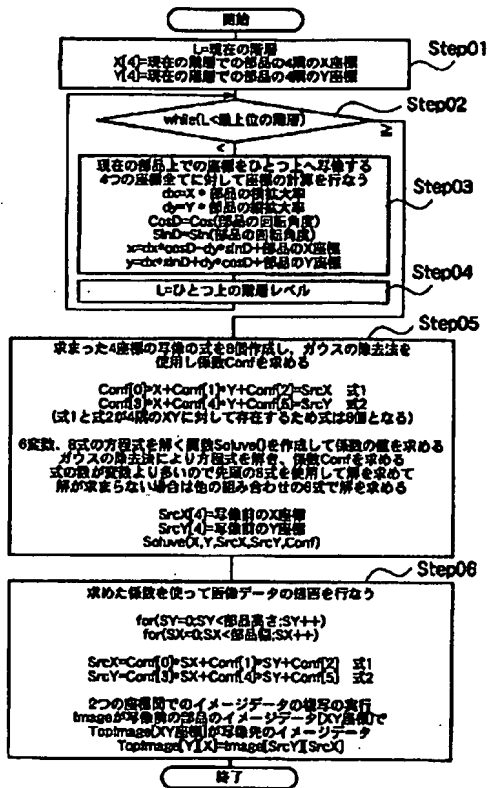 開始
L=現在の階層
X[4]=現在の階層での部品の4隅のX座標
Y[4]=現在の階層での部品の4隅のY座標
Step01
Step02
while(L<最上位の階層)
<
≧
現在の部品上での座標をひとつ上へ写像する
4つの座標全てに対して座標の計算を行なう
dx=X * 部品の横拡大率
dy=Y * 部品の縦拡大率
CosD=Cos(部品の回転角度)
SinD=Sin(部品の回転角度)
x=dx*cosD-dy*sinD+部品のX座標
y=dx*sinD+dy*cosD+部品のY座標
Step03
Step04
L=ひとつ上の階層レベル
Step05
求まった4座標の写像の式を8個作成し、ガウスの除去法を
使用し係数Confを求める
Conf[0]*X+Conf[1]*Y+Conf[2]=SrcX 式1
Conf[3]*X+Conf[4]*Y+Conf[5]=SrcY 式2
(式1と式2が4隅のXYに対して存在するため式は8個となる)
6変数、8式の方程式を解く関数Soluve()を作成して係数の値を求める
ガウスの除去法により方程式を解き、係数Confを求める
式の数が変数より多いので先頭の6式を使用して解を求めて
解が求まらない場合は他の組み合わせの6式で解を求める
SrcX[4]=写像前のX座標
SrcY[4]=写像前のY座標
Soluve(X,Y,SrcX,SrcY,Conf)
Step06
求めた係数を使って画像データの描画を行なう
for(SY=0;SY<部品高さ;SY++)
for(SX=0;SX<部品幅;SX++)
SrcX=Conf[0]*SX+Conf[1]*SY+Conf[2] 式1
SrcY=Conf[3]*SX+Conf[4]*SY+Conf[5] 式2
2つの座標間でのイメージデータの複写の実行
Imageが写像前の部品のイメージデータ[XY座標]で
TopImage[XY座標]が写像先のイメージデータ
TopImage[Y][X]=Image[SrcY][SrcX]
終了